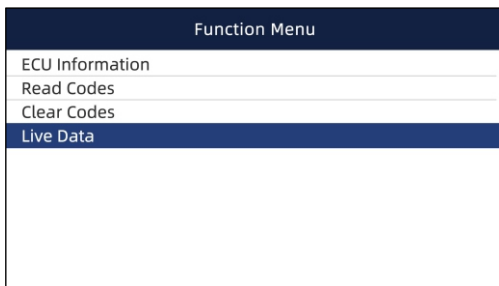 Function Menu
ECU Information
Read Codes
Clear Codes
Live Data